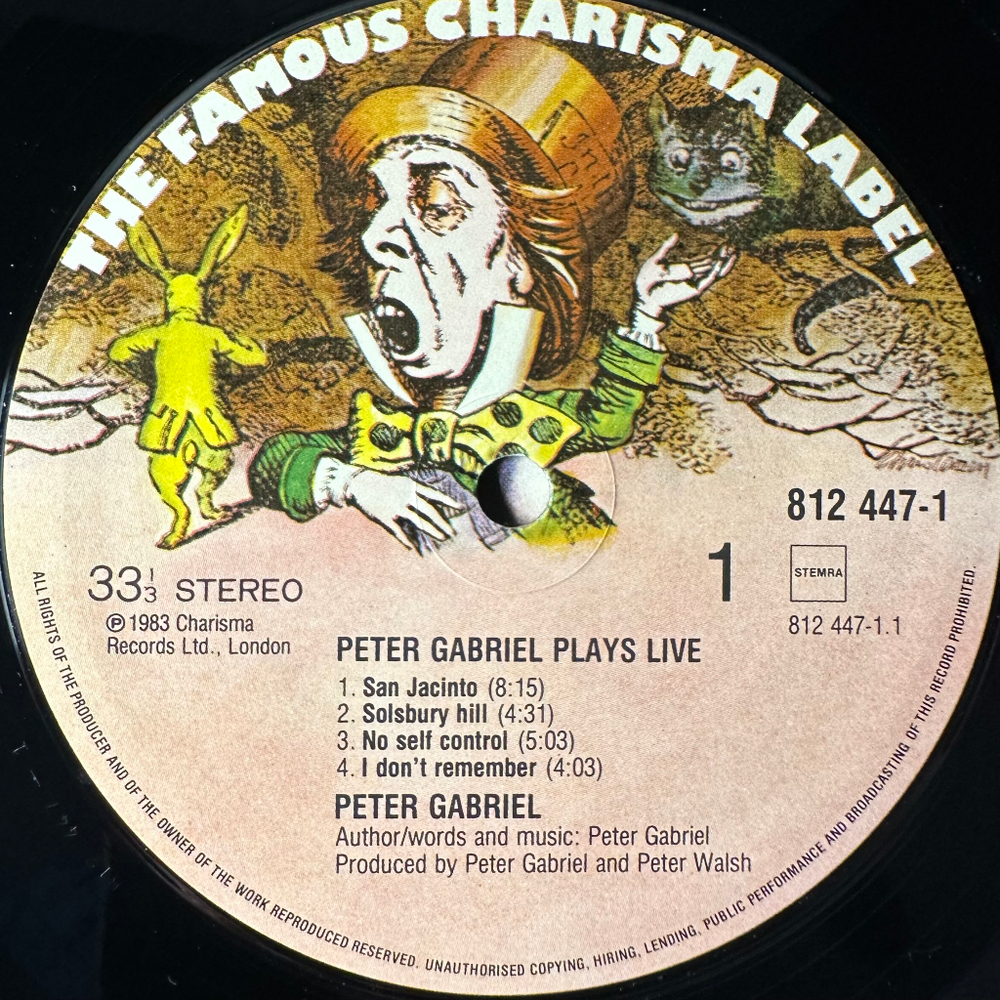 THE FAMOUS CHARISMA LABEL
812 447-1
33 1/3 STEREO
1
STEMRA
℗ 1983 Charisma
Records Ltd., London
812 447-1.1
PETER GABRIEL PLAYS LIVE
1. San Jacinto (8:15)
2. Solsbury hill (4:31)
3. No self control (5:03)
4. I don't remember (4:03)
PETER GABRIEL
Author/words and music: Peter Gabriel
Produced by Peter Gabriel and Peter Walsh
ALL RIGHTS OF THE PRODUCER AND OF THE OWNER OF THE WORK REPRODUCED RESERVED. UNAUTHORISED COPYING, HIRING, LENDING, PUBLIC PERFORMANCE AND BROADCASTING OF THIS RECORD PROHIBITED.